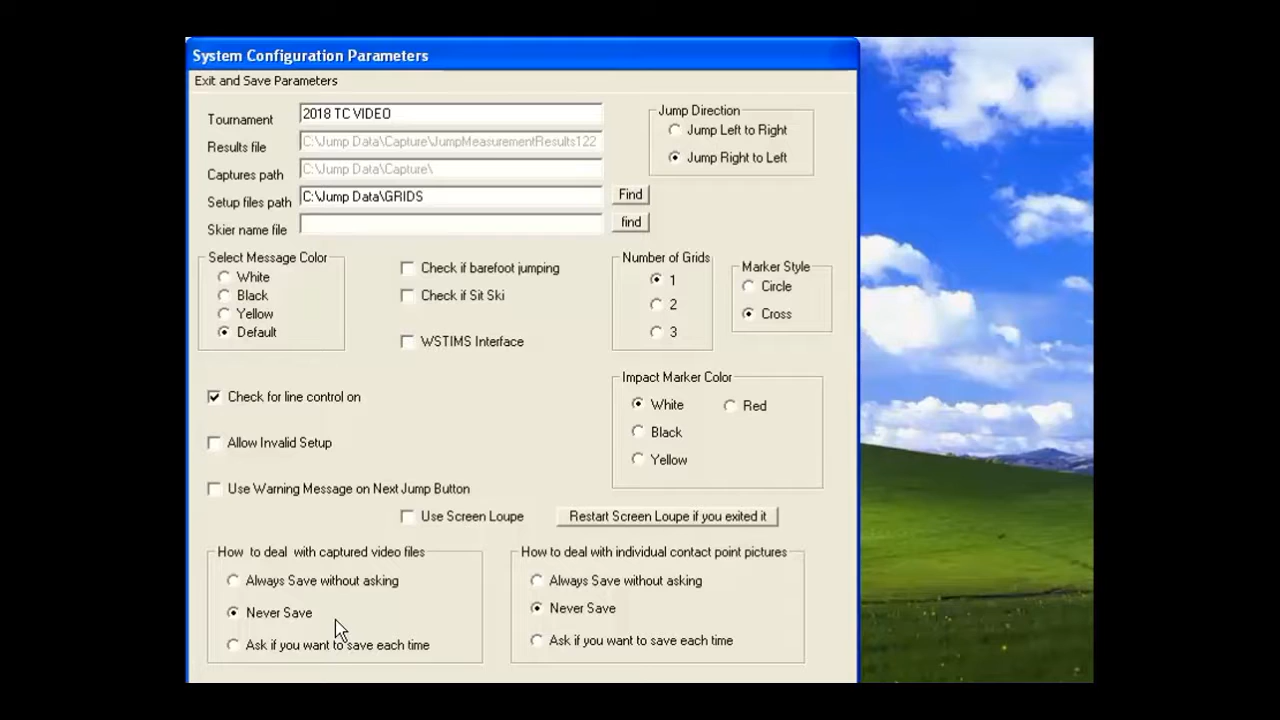 System Configuration Parameters
Exit and Save Parameters
Tournament 2018 TC VIDEO
Results file C:\Jump Data\Capture\JumpMeasurementResults122
Captures path C:\Jump Data\Capture\
Setup files path C:\Jump Data\GRIDS Find
Skier name file find
Jump Direction
Jump Left to Right
Jump Right to Left
Select Message Color
White
Black
Yellow
Default
Check if barefoot jumping
Check if Sit Ski
WSTIMS Interface
Number of Grids
1
2
3
Marker Style
Circle
Cross
Check for line control on
Allow Invalid Setup
Use Warning Message on Next Jump Button
Impact Marker Color
White Red
Black
Yellow
Use Screen Loupe Restart Screen Loupe if you exited it
How to deal with captured video files
Always Save without asking
Never Save
Ask if you want to save each time
How to deal with individual contact point pictures
Always Save without asking
Never Save
Ask if you want to save each time